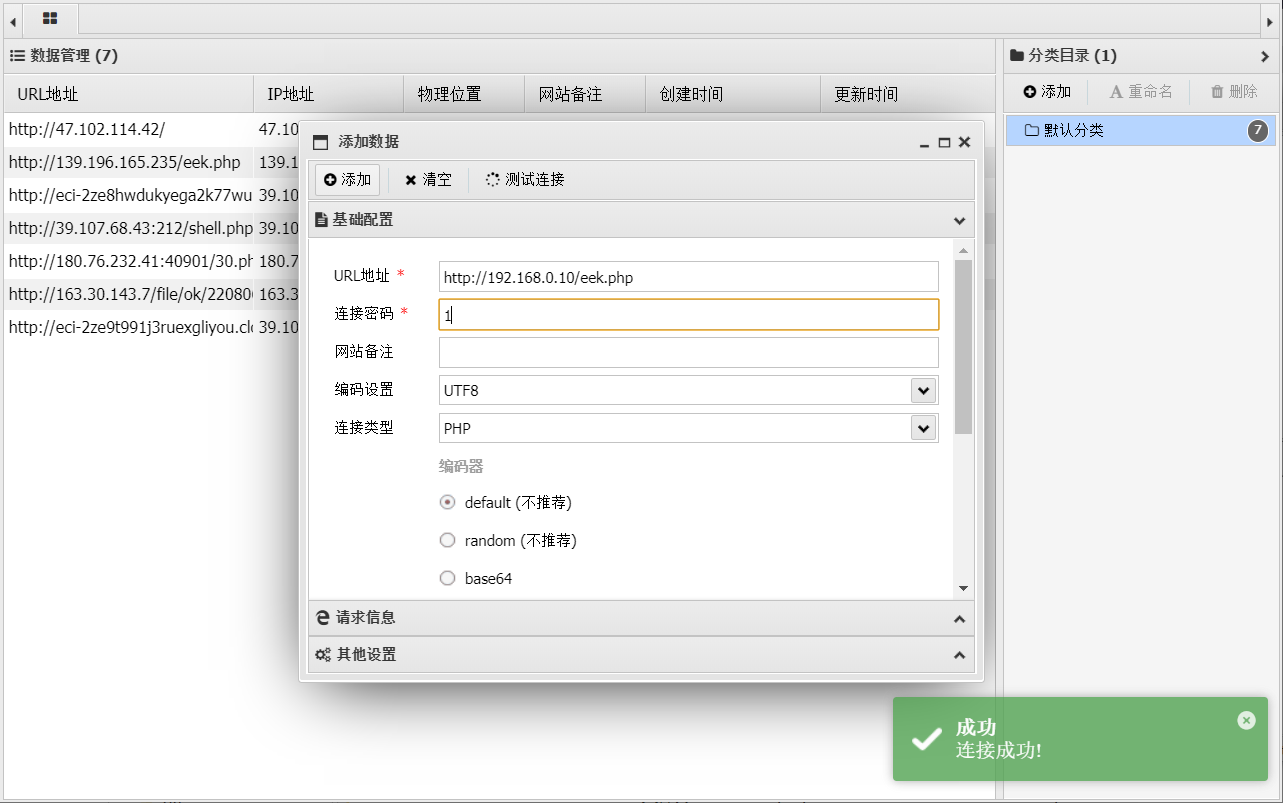 数据管理 (7)
URL地址 IP地址 物理位置 网站备注 创建时间 更新时间
http://47.102.114.42/ 47.10
http://139.196.165.235/eek.php 139.1
http://eci-2ze8hwdukyega2k77wu 39.10
http://39.107.68.43:212/shell.php 39.10
http://180.76.232.41:40901/30.ph 180.7
http://163.30.143.7/file/ok/22080 163.3
http://eci-2ze9t991j3ruexgliyou.clo 39.10
分类目录 (1)
添加 重命名 删除
默认分类 7
添加数据
添加 清空 测试连接
基础配置
URL地址 * http://192.168.0.10/eek.php
连接密码 * 1
网站备注
编码设置 UTF8
连接类型 PHP
编码器
default (不推荐)
random (不推荐)
base64
请求信息
其他设置
成功
连接成功!